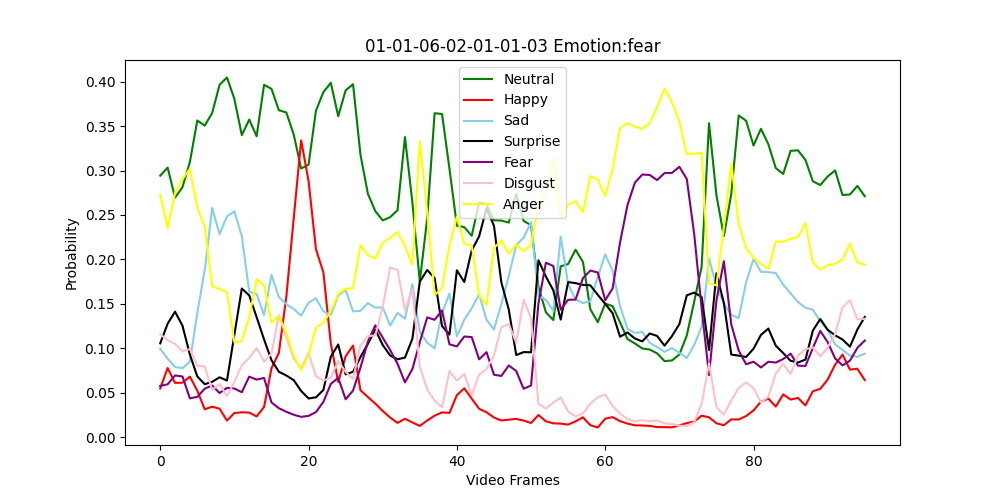 01-01-06-02-01-01-03 Emotion:fear
Neutral
Happy
Sad
Surprise
Fear
Disgust
Anger
Probability
0.40
0.35
0.30
0.25
0.20
0.15
0.10
0.05
0.00
0 20 40 60 80
Video Frames